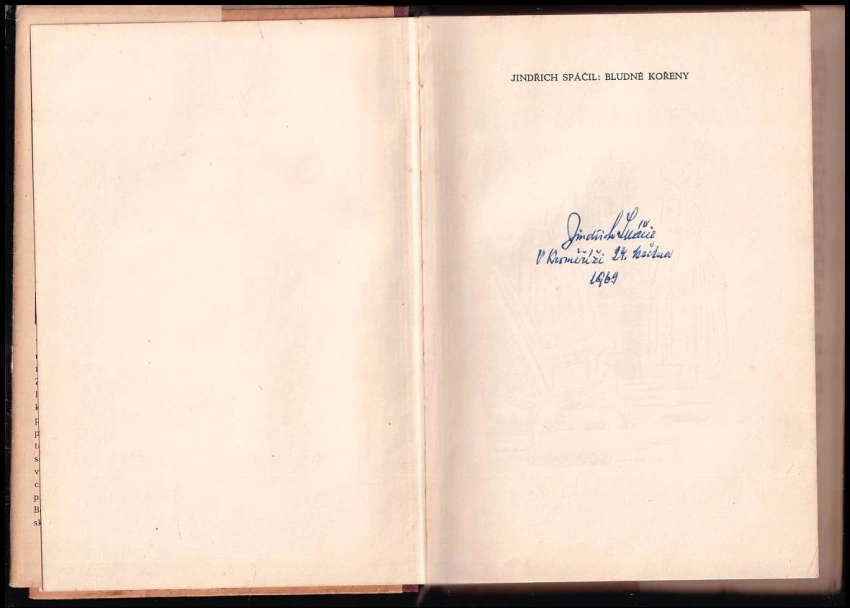 JINDŘICH SPÁČIL: BLUDNÉ KOŘENY
Jindřich Spáčil
V Kroměříži 24. května
1969